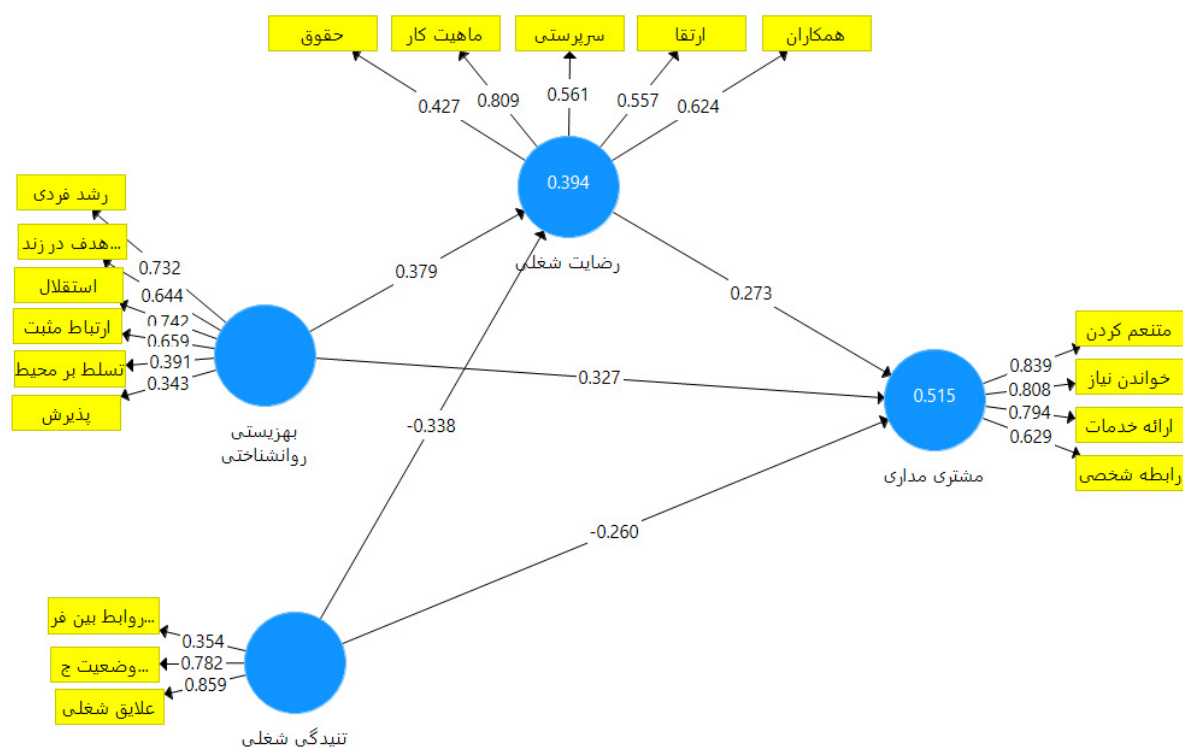 حقوق
ماهیت کار
سرپرستی
ارتقا
همکاران
0.427
0.809
0.561
0.557
0.624
0.394
رضایت شغلی
رشد فردی
هدف در زند...
استقلال
ارتباط مثبت
تسلط بر محیط
پذیرش
0.732
0.644
0.742
0.659
0.391
0.343
بهزیستی
روانشناختی
0.379
0.273
0.327
-0.338
-0.260
0.515
مشتری مداری
0.839
0.808
0.794
0.629
متنعم کردن
خواندن نیاز
ارائه خدمات
رابطه شخصی
روابط بین فر...
وضعیت ج...
علایق شغلی
0.354
0.782
0.859
تنیدگی شغلی